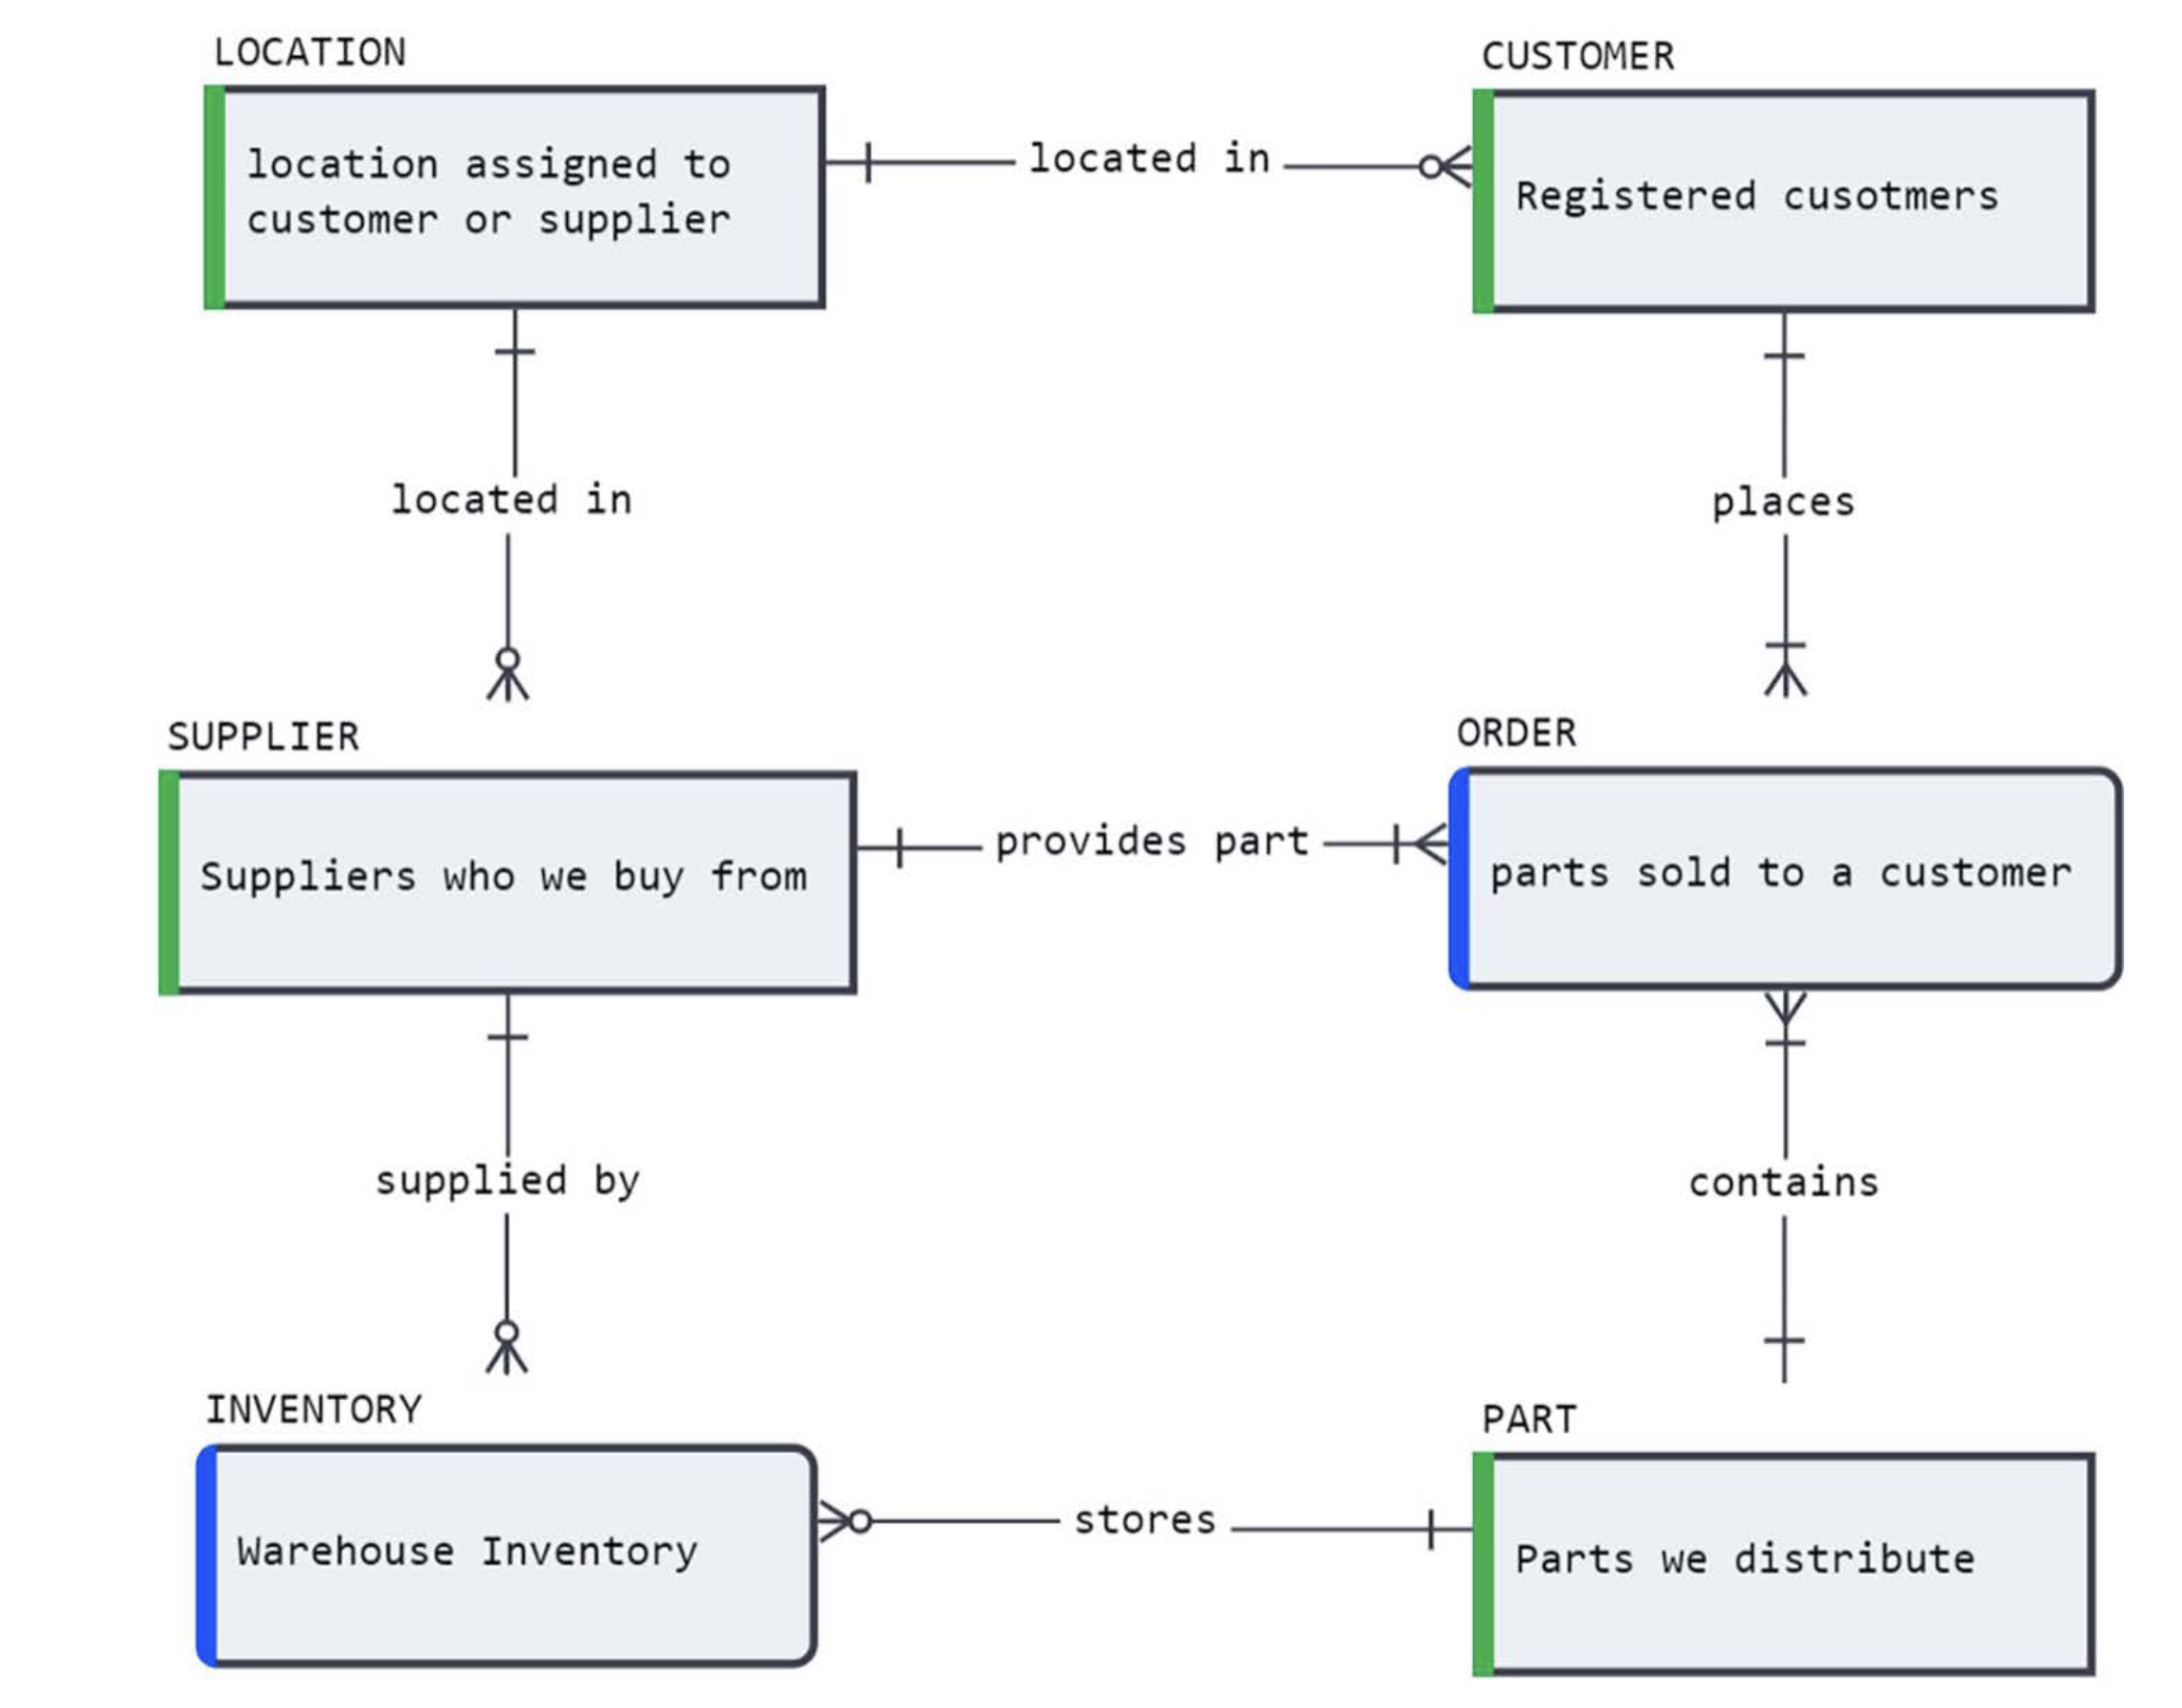 LOCATION
CUSTOMER
location assigned to
customer or supplier
located in
Registered cusotmers
located in
places
SUPPLIER
ORDER
Suppliers who we buy from
provides part
parts sold to a customer
supplied by
contains
INVENTORY
PART
Warehouse Inventory
stores
Parts we distribute